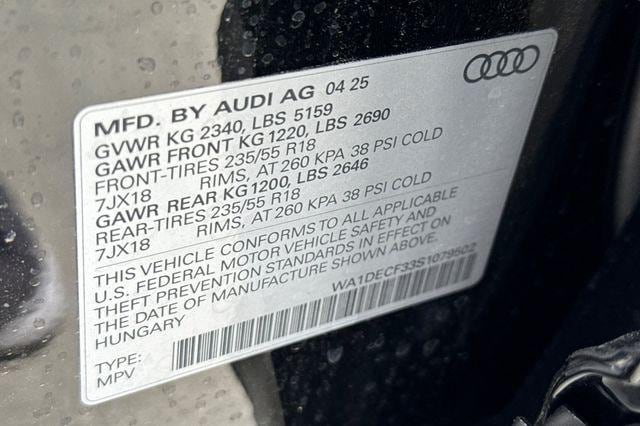 MFD. BY AUDI AG 04 25
GVWR KG 2340, LBS 5159
GAWR FRONT KG 1220, LBS 2690
FRONT-TIRES 235/55 R18
7JX18 RIMS, AT 260 KPA 38 PSI COLD
GAWR REAR KG 1200, LBS 2646
REAR-TIRES 235/55 R18
7JX18 RIMS, AT 260 KPA 38 PSI COLD
THIS VEHICLE CONFORMS TO ALL APPLICABLE
U.S. FEDERAL MOTOR VEHICLE SAFETY AND
THEFT PREVENTION STANDARDS IN EFFECT ON
THE DATE OF MANUFACTURE SHOWN ABOVE.
HUNGARY
WA1DECF33S1079502
TYPE:
MPV